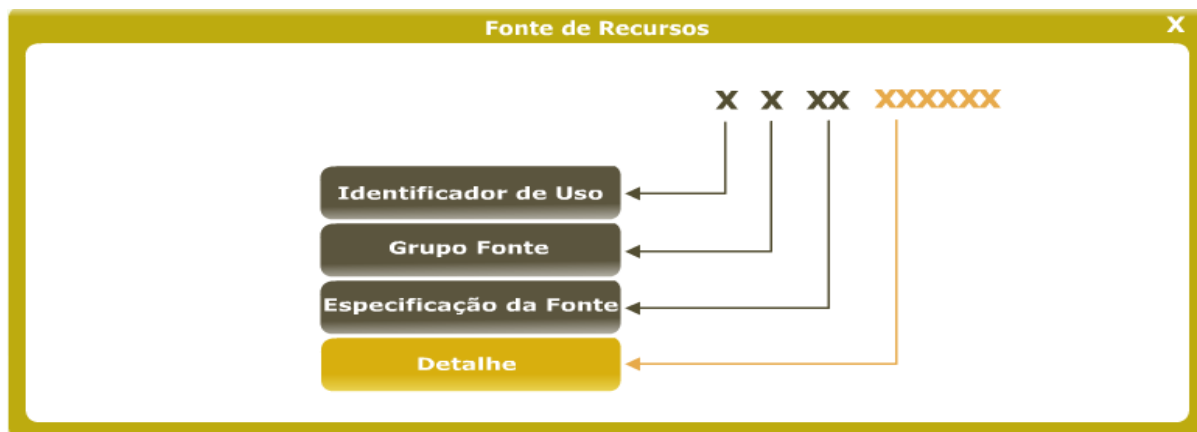 Fonte de Recursos X
X X XX XXXXXX
Identificador de Uso
Grupo Fonte
Especificação da Fonte
Detalhe